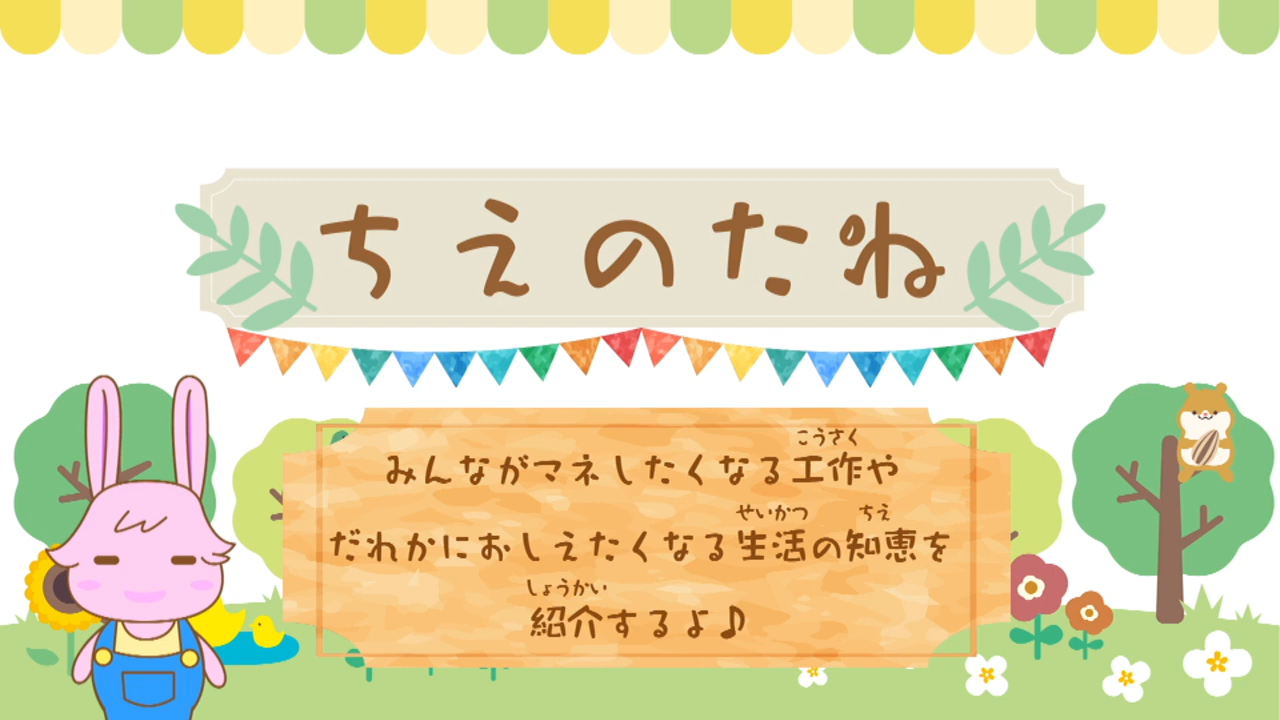 ちえのたね
こうさく
みんながマネしたくなる工作や
せいかつ ちえ
だれかにおしえたくなる生活の知恵を
しょうかい
紹介するよ♪